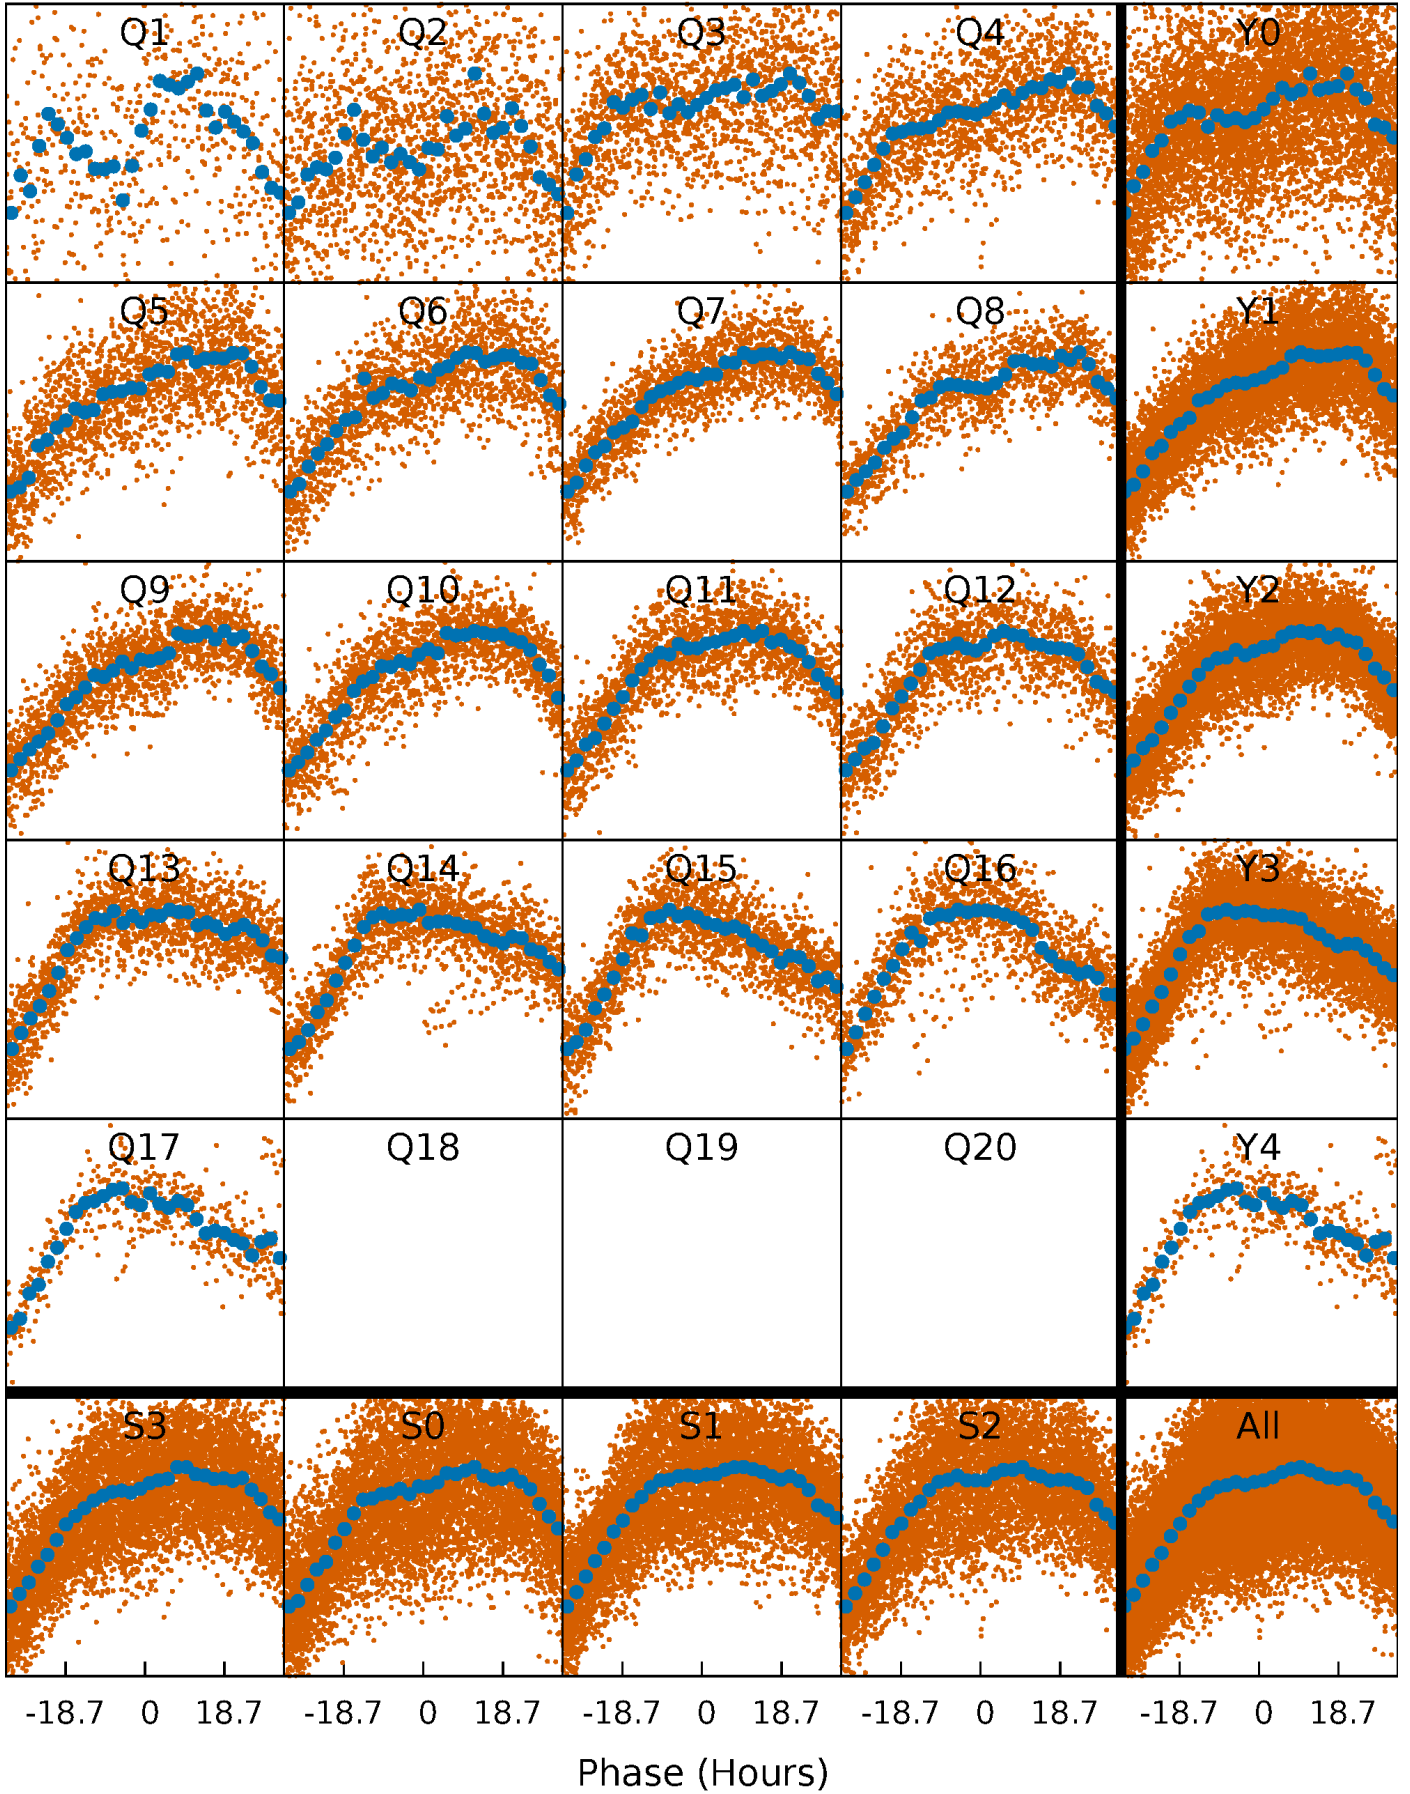 Q1 Q2 Q3 Q4 Y0
Q5 Q6 Q7 Q8 Y1
Q9 Q10 Q11 Q12 Y2
Q13 Q14 Q15 Q16 Y3
Q17 Q18 Q19 Q20 Y4
S3 S0 S1 S2 All
-18.7 0 18.7 -18.7 0 18.7 -18.7 0 18.7 -18.7 0 18.7 -18.7 0 18.7
Phase (Hours)